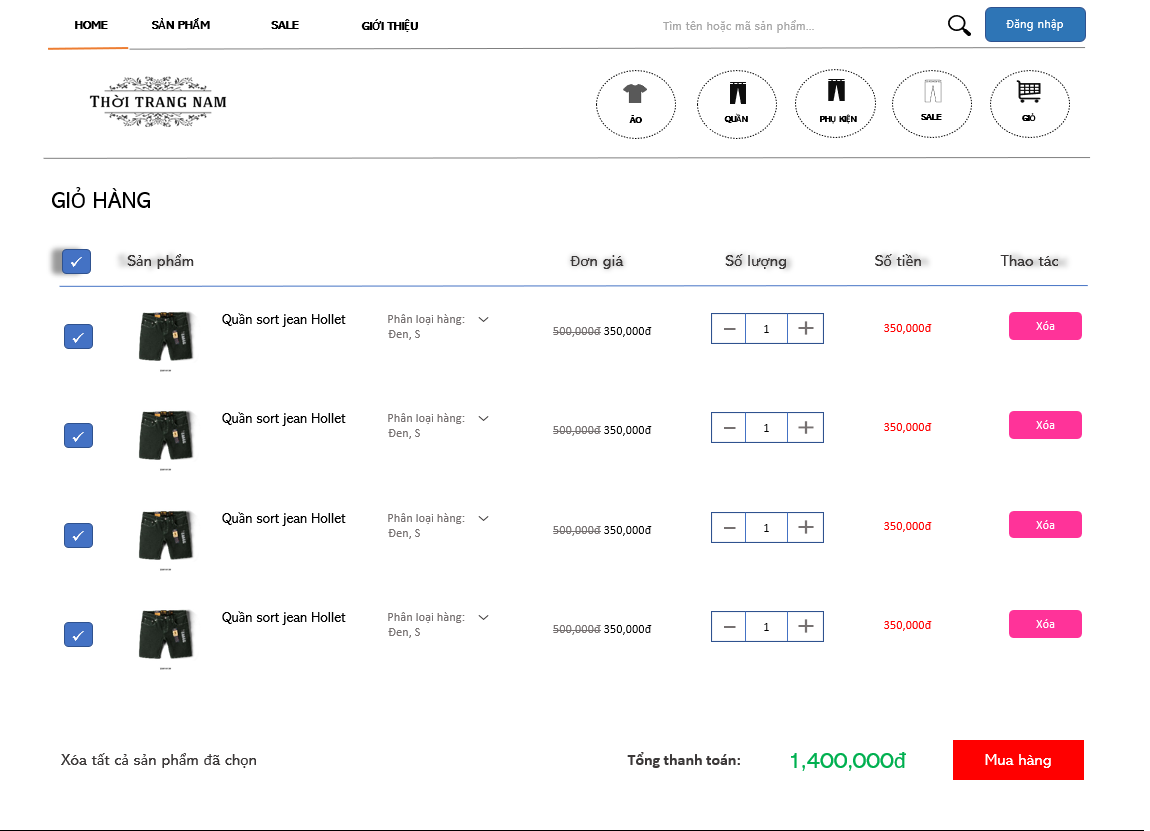 HOME SẢN PHẨM SALE GIỚI THIỆU Tìm tên hoặc mã sản phẩm... Đăng nhập
THỜI TRANG NAM
ÁO QUẦN PHỤ KIỆN SALE GIỎ
GIỎ HÀNG
Sản phẩm Đơn giá Số lượng Số tiền Thao tác
Quần sort jean Hollet Phân loại hàng: 500,000đ 350,000đ 1 350,000đ Xóa
Đen, S
Quần sort jean Hollet Phân loại hàng: 500,000đ 350,000đ 1 350,000đ Xóa
Đen, S
Quần sort jean Hollet Phân loại hàng: 500,000đ 350,000đ 1 350,000đ Xóa
Đen, S
Quần sort jean Hollet Phân loại hàng: 500,000đ 350,000đ 1 350,000đ Xóa
Đen, S
Xóa tất cả sản phẩm đã chọn Tổng thanh toán: 1,400,000đ Mua hàng